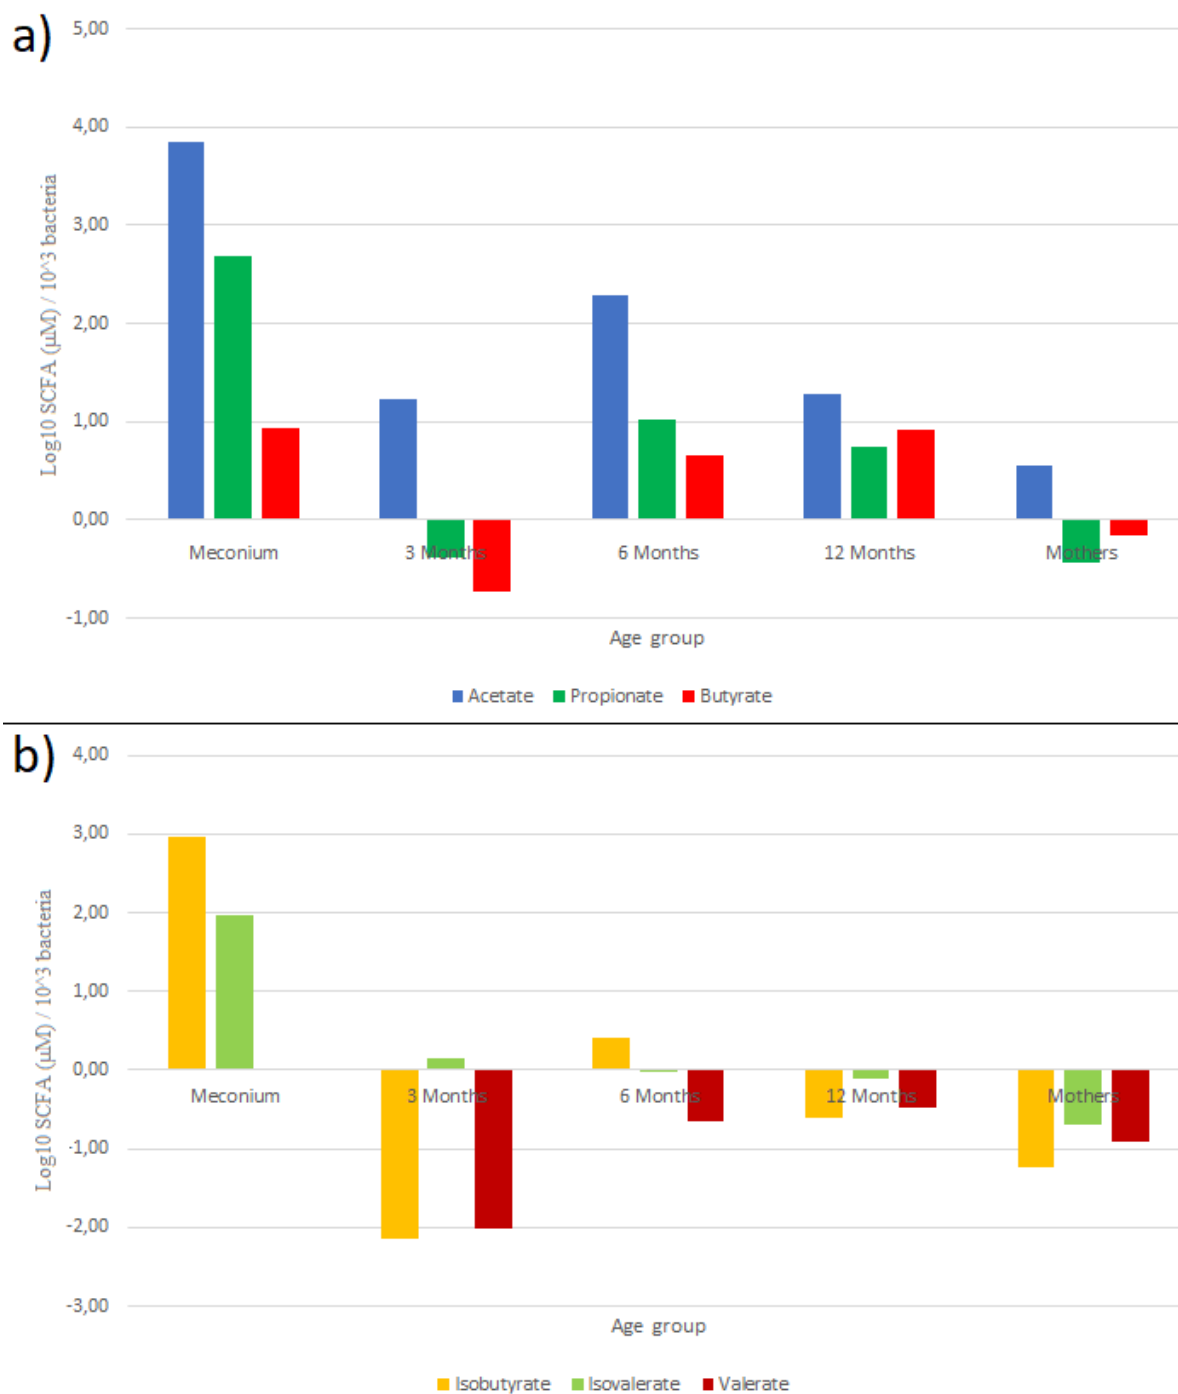 a)
5,00
4,00
3,00
2,00
1,00
0,00
-1,00
Log10 SCFA (µM) / 10^3 bacteria
Meconium 3 Months 6 Months 12 Months Mothers
Age group
Acetate Propionate Butyrate
b)
4,00
3,00
2,00
1,00
0,00
-1,00
-2,00
-3,00
Log10 SCFA (µM) / 10^3 bacteria
Meconium 3 Months 6 Months 12 Months Mothers
Age group
Isobutyrate Isovalerate Valerate